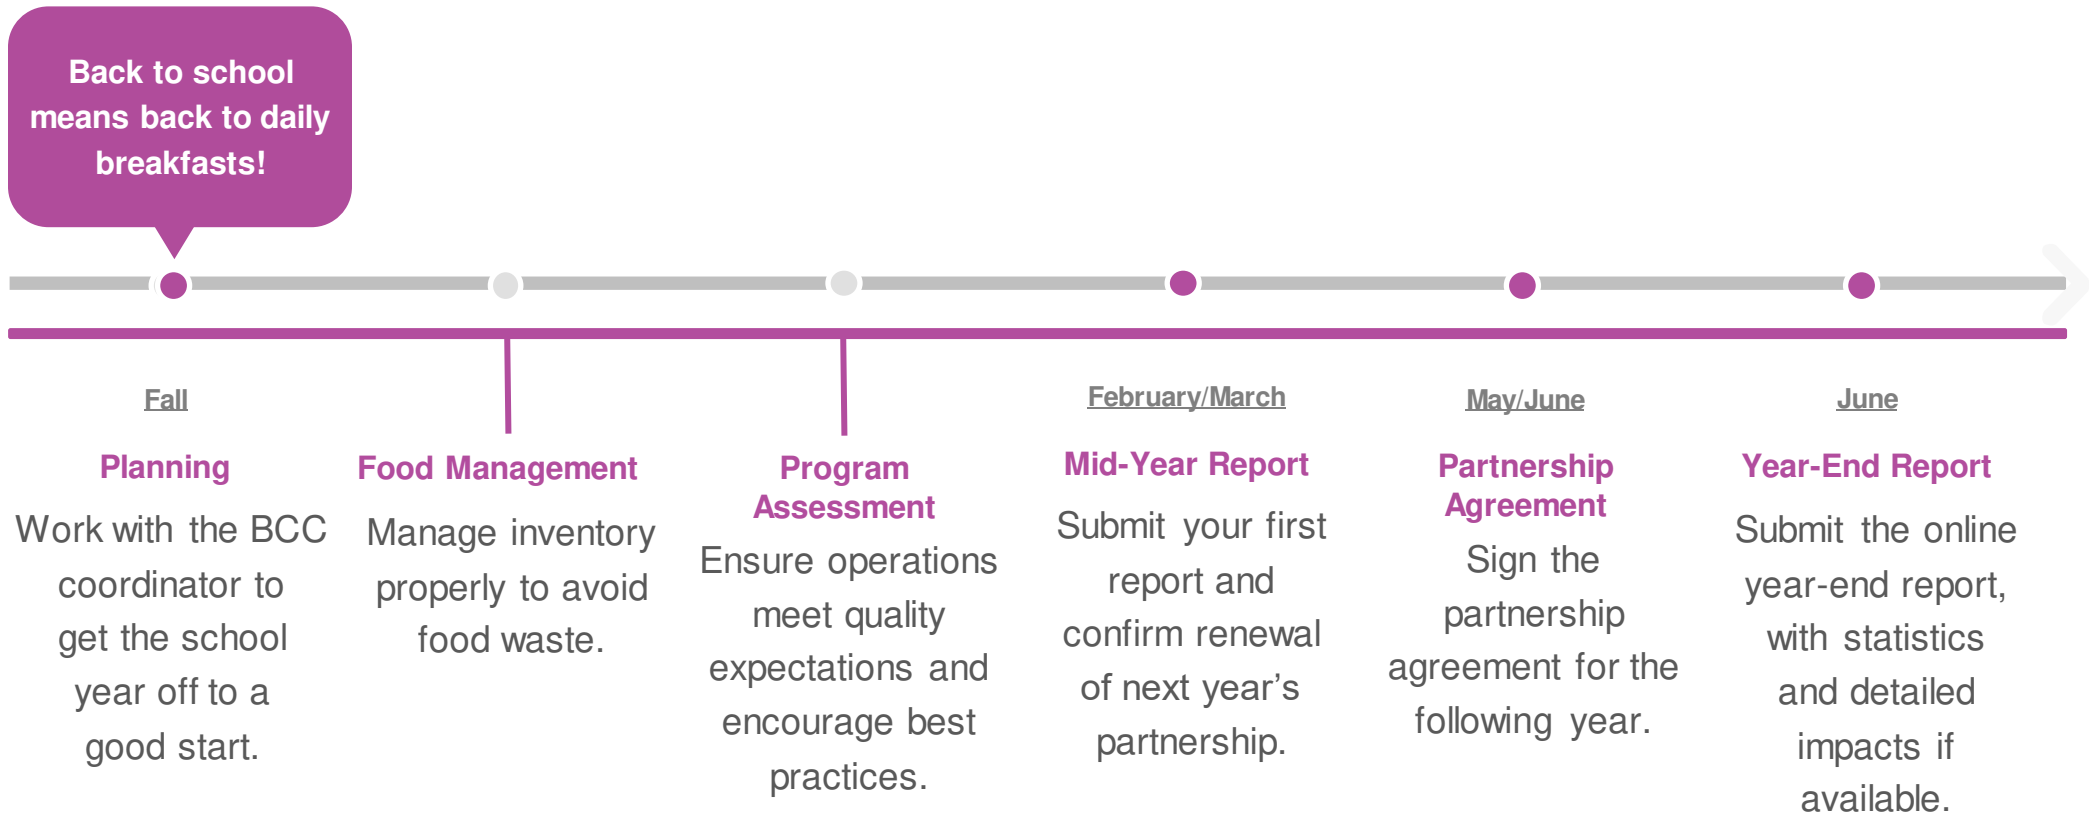 Back to school
means back to daily
breakfasts!
Fall
Planning
Work with the BCC
coordinator to
get the school
year off to a
good start.
Food Management
Manage inventory
properly to avoid
food waste.
Program
Assessment
Ensure operations
meet quality
expectations and
encourage best
practices.
February/March
Mid-Year Report
Submit your first
report and
confirm renewal
of next year’s
partnership.
May/June
Partnership
Agreement
Sign the
partnership
agreement for the
following year.
June
Year-End Report
Submit the online
year-end report,
with statistics
and detailed
impacts if
available.